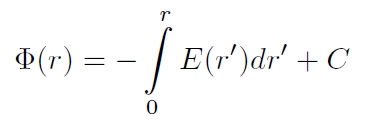 Φ(r) = − ∫₀ʳ E(r′)dr′ + C